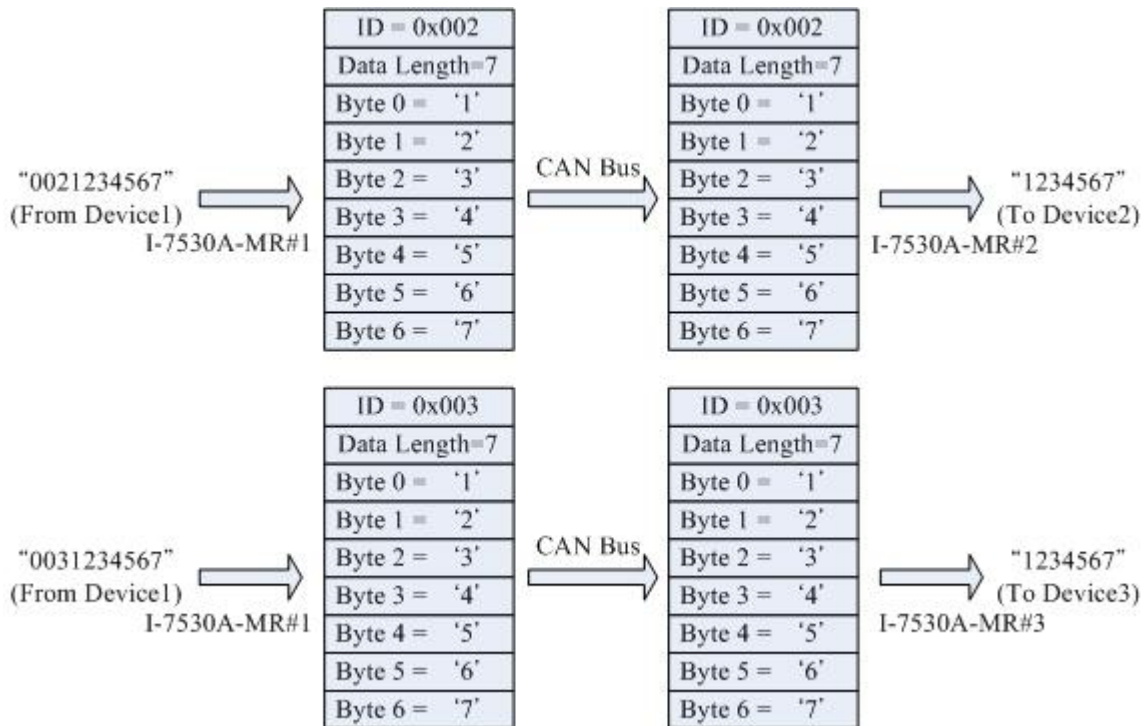 ID = 0x002
Data Length=7
Byte 0 = ‘1’
Byte 1 = ‘2’
Byte 2 = ‘3’
Byte 3 = ‘4’
Byte 4 = ‘5’
Byte 5 = ‘6’
Byte 6 = ‘7’
“0021234567”
(From Device1)
I-7530A-MR#1
CAN Bus
ID = 0x002
Data Length=7
Byte 0 = ‘1’
Byte 1 = ‘2’
Byte 2 = ‘3’
Byte 3 = ‘4’
Byte 4 = ‘5’
Byte 5 = ‘6’
Byte 6 = ‘7’
“1234567”
(To Device2)
I-7530A-MR#2
ID = 0x003
Data Length=7
Byte 0 = ‘1’
Byte 1 = ‘2’
Byte 2 = ‘3’
Byte 3 = ‘4’
Byte 4 = ‘5’
Byte 5 = ‘6’
Byte 6 = ‘7’
“0031234567”
(From Device1)
I-7530A-MR#1
CAN Bus
ID = 0x003
Data Length=7
Byte 0 = ‘1’
Byte 1 = ‘2’
Byte 2 = ‘3’
Byte 3 = ‘4’
Byte 4 = ‘5’
Byte 5 = ‘6’
Byte 6 = ‘7’
“1234567”
(To Device3)
I-7530A-MR#3